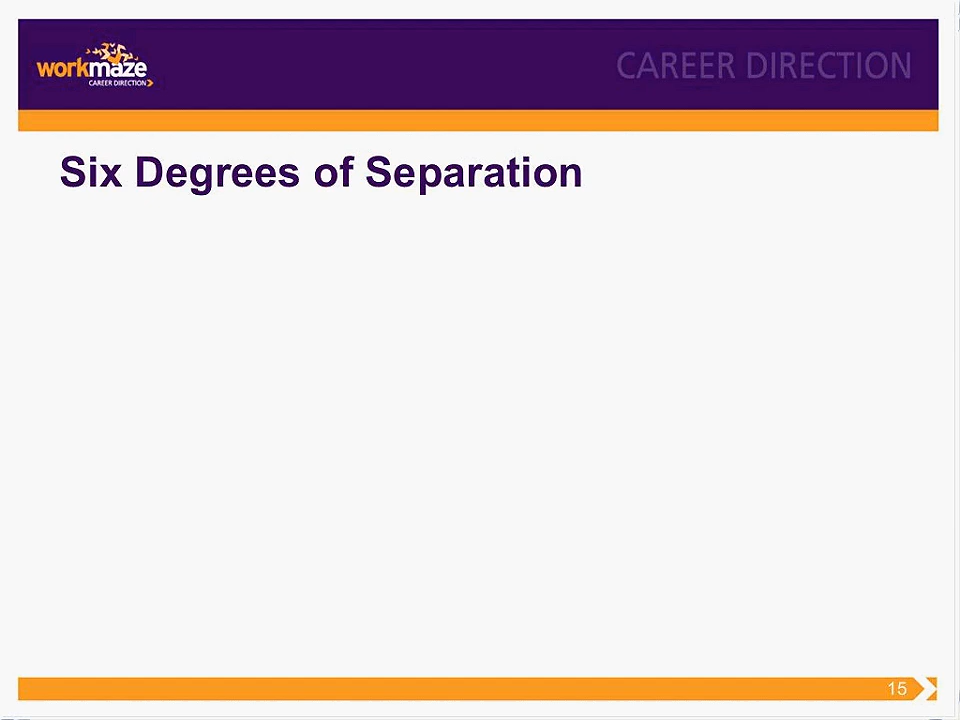 workmaze
CAREER DIRECTION
CAREER DIRECTION
Six Degrees of Separation
15